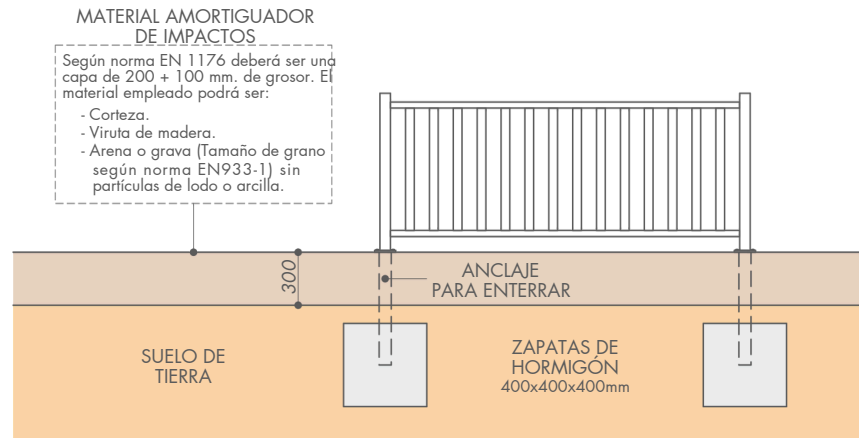 MATERIAL AMORTIGUADOR
DE IMPACTOS
Según norma EN 1176 deberá ser una
capa de 200 + 100 mm. de grosor. El
material empleado podrá ser:
- Corteza.
- Viruta de madera.
- Arena o grava (Tamaño de grano
según norma EN933-1) sin
partículas de lodo o arcilla.
300
ANCLAJE
PARA ENTERRAR
SUELO DE
TIERRA
ZAPATAS DE
HORMIGÓN
400x400x400mm